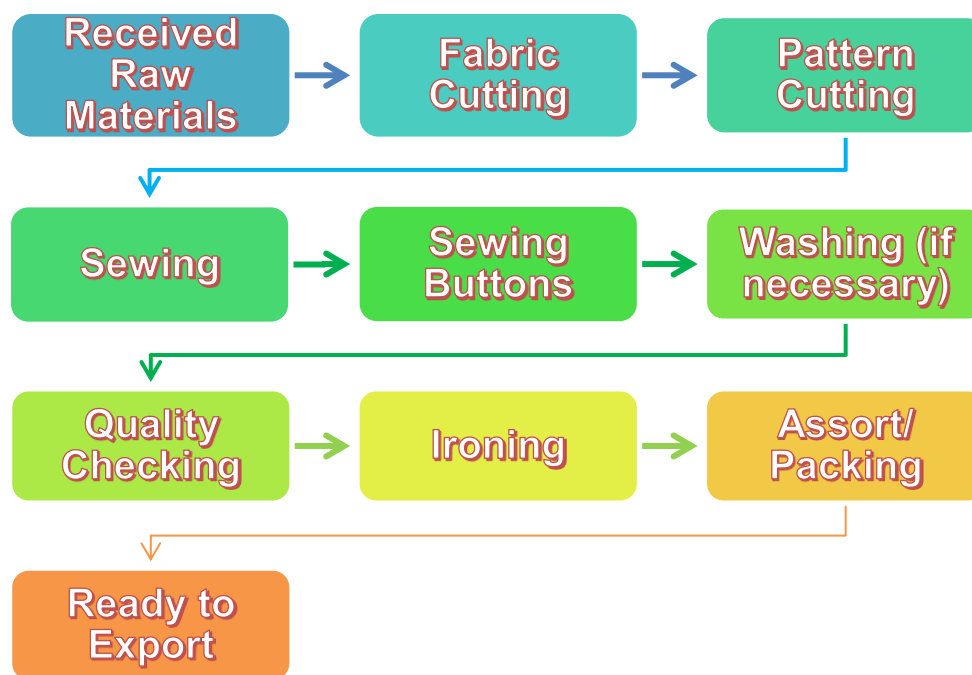 Received
Raw
Materials
Fabric
Cutting
Pattern
Cutting
Sewing
Sewing
Buttons
Washing (if
necessary)
Quality
Checking
Ironing
Assort/
Packing
Ready to
Export